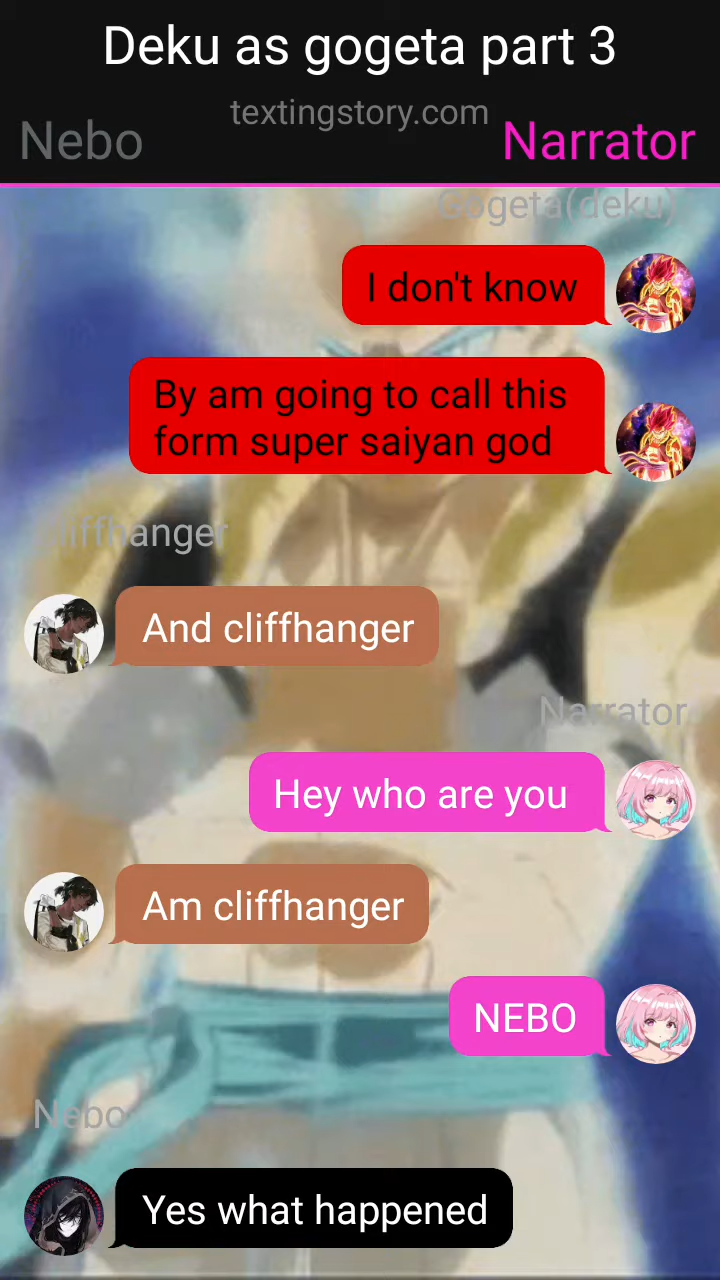 Deku as gogeta part 3
textingstory.com
Nebo
Narrator
Gogeta(deku)
I don't know
By am going to call this
form super saiyan god
Cliffhanger
And cliffhanger
Narrator
Hey who are you
Am cliffhanger
NEBO
Nebo
Yes what happened